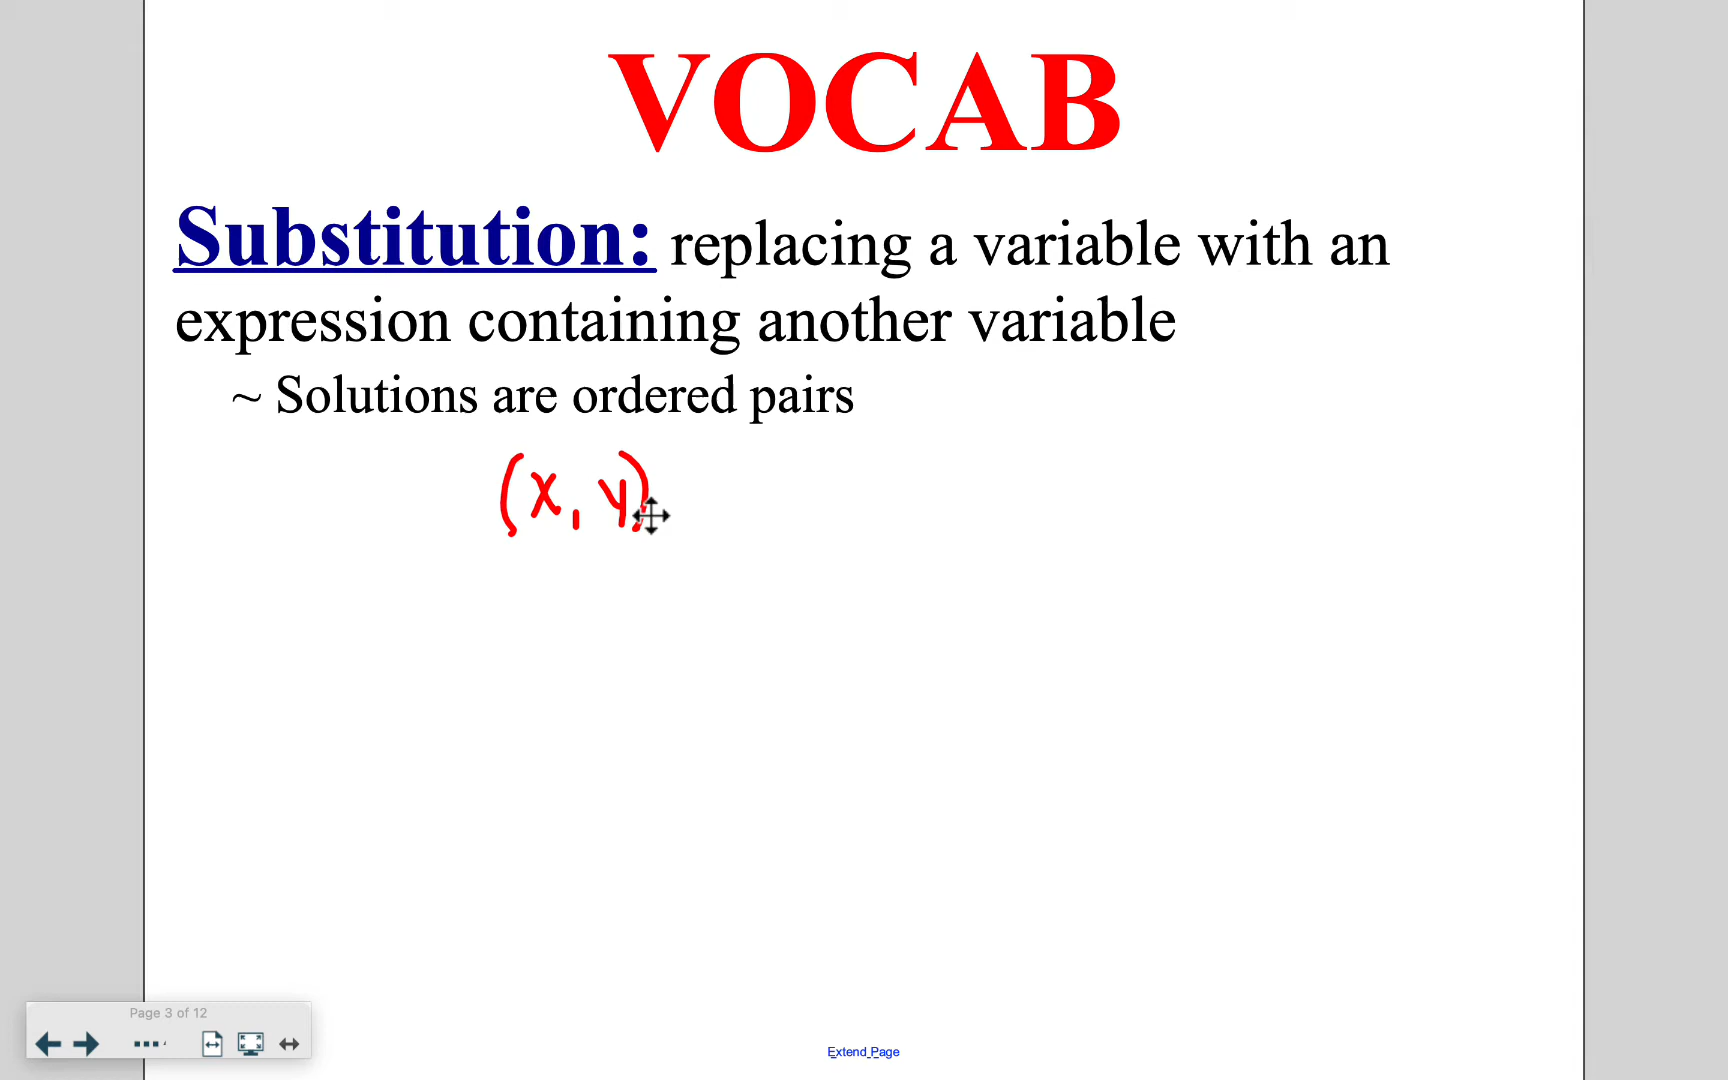 VOCAB
Substitution: replacing a variable with an
expression containing another variable
~ Solutions are ordered pairs
(x, y)
Page 3 of 12
Extend Page